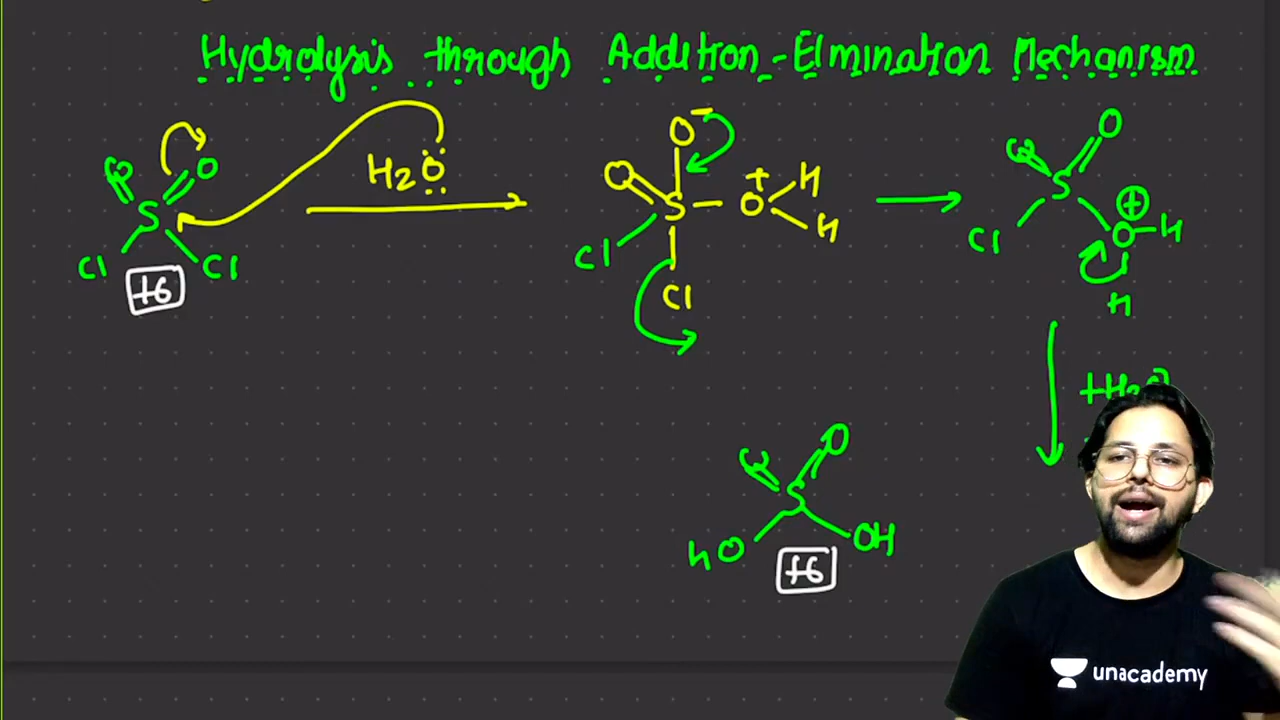 Hydrolysis through Addition-Elimination Mechanism
O O S Cl Cl
+6
H2O
O- O S O+ H H Cl Cl
O O S Cl O+ H H
O O S HO OH
+6
unacademy